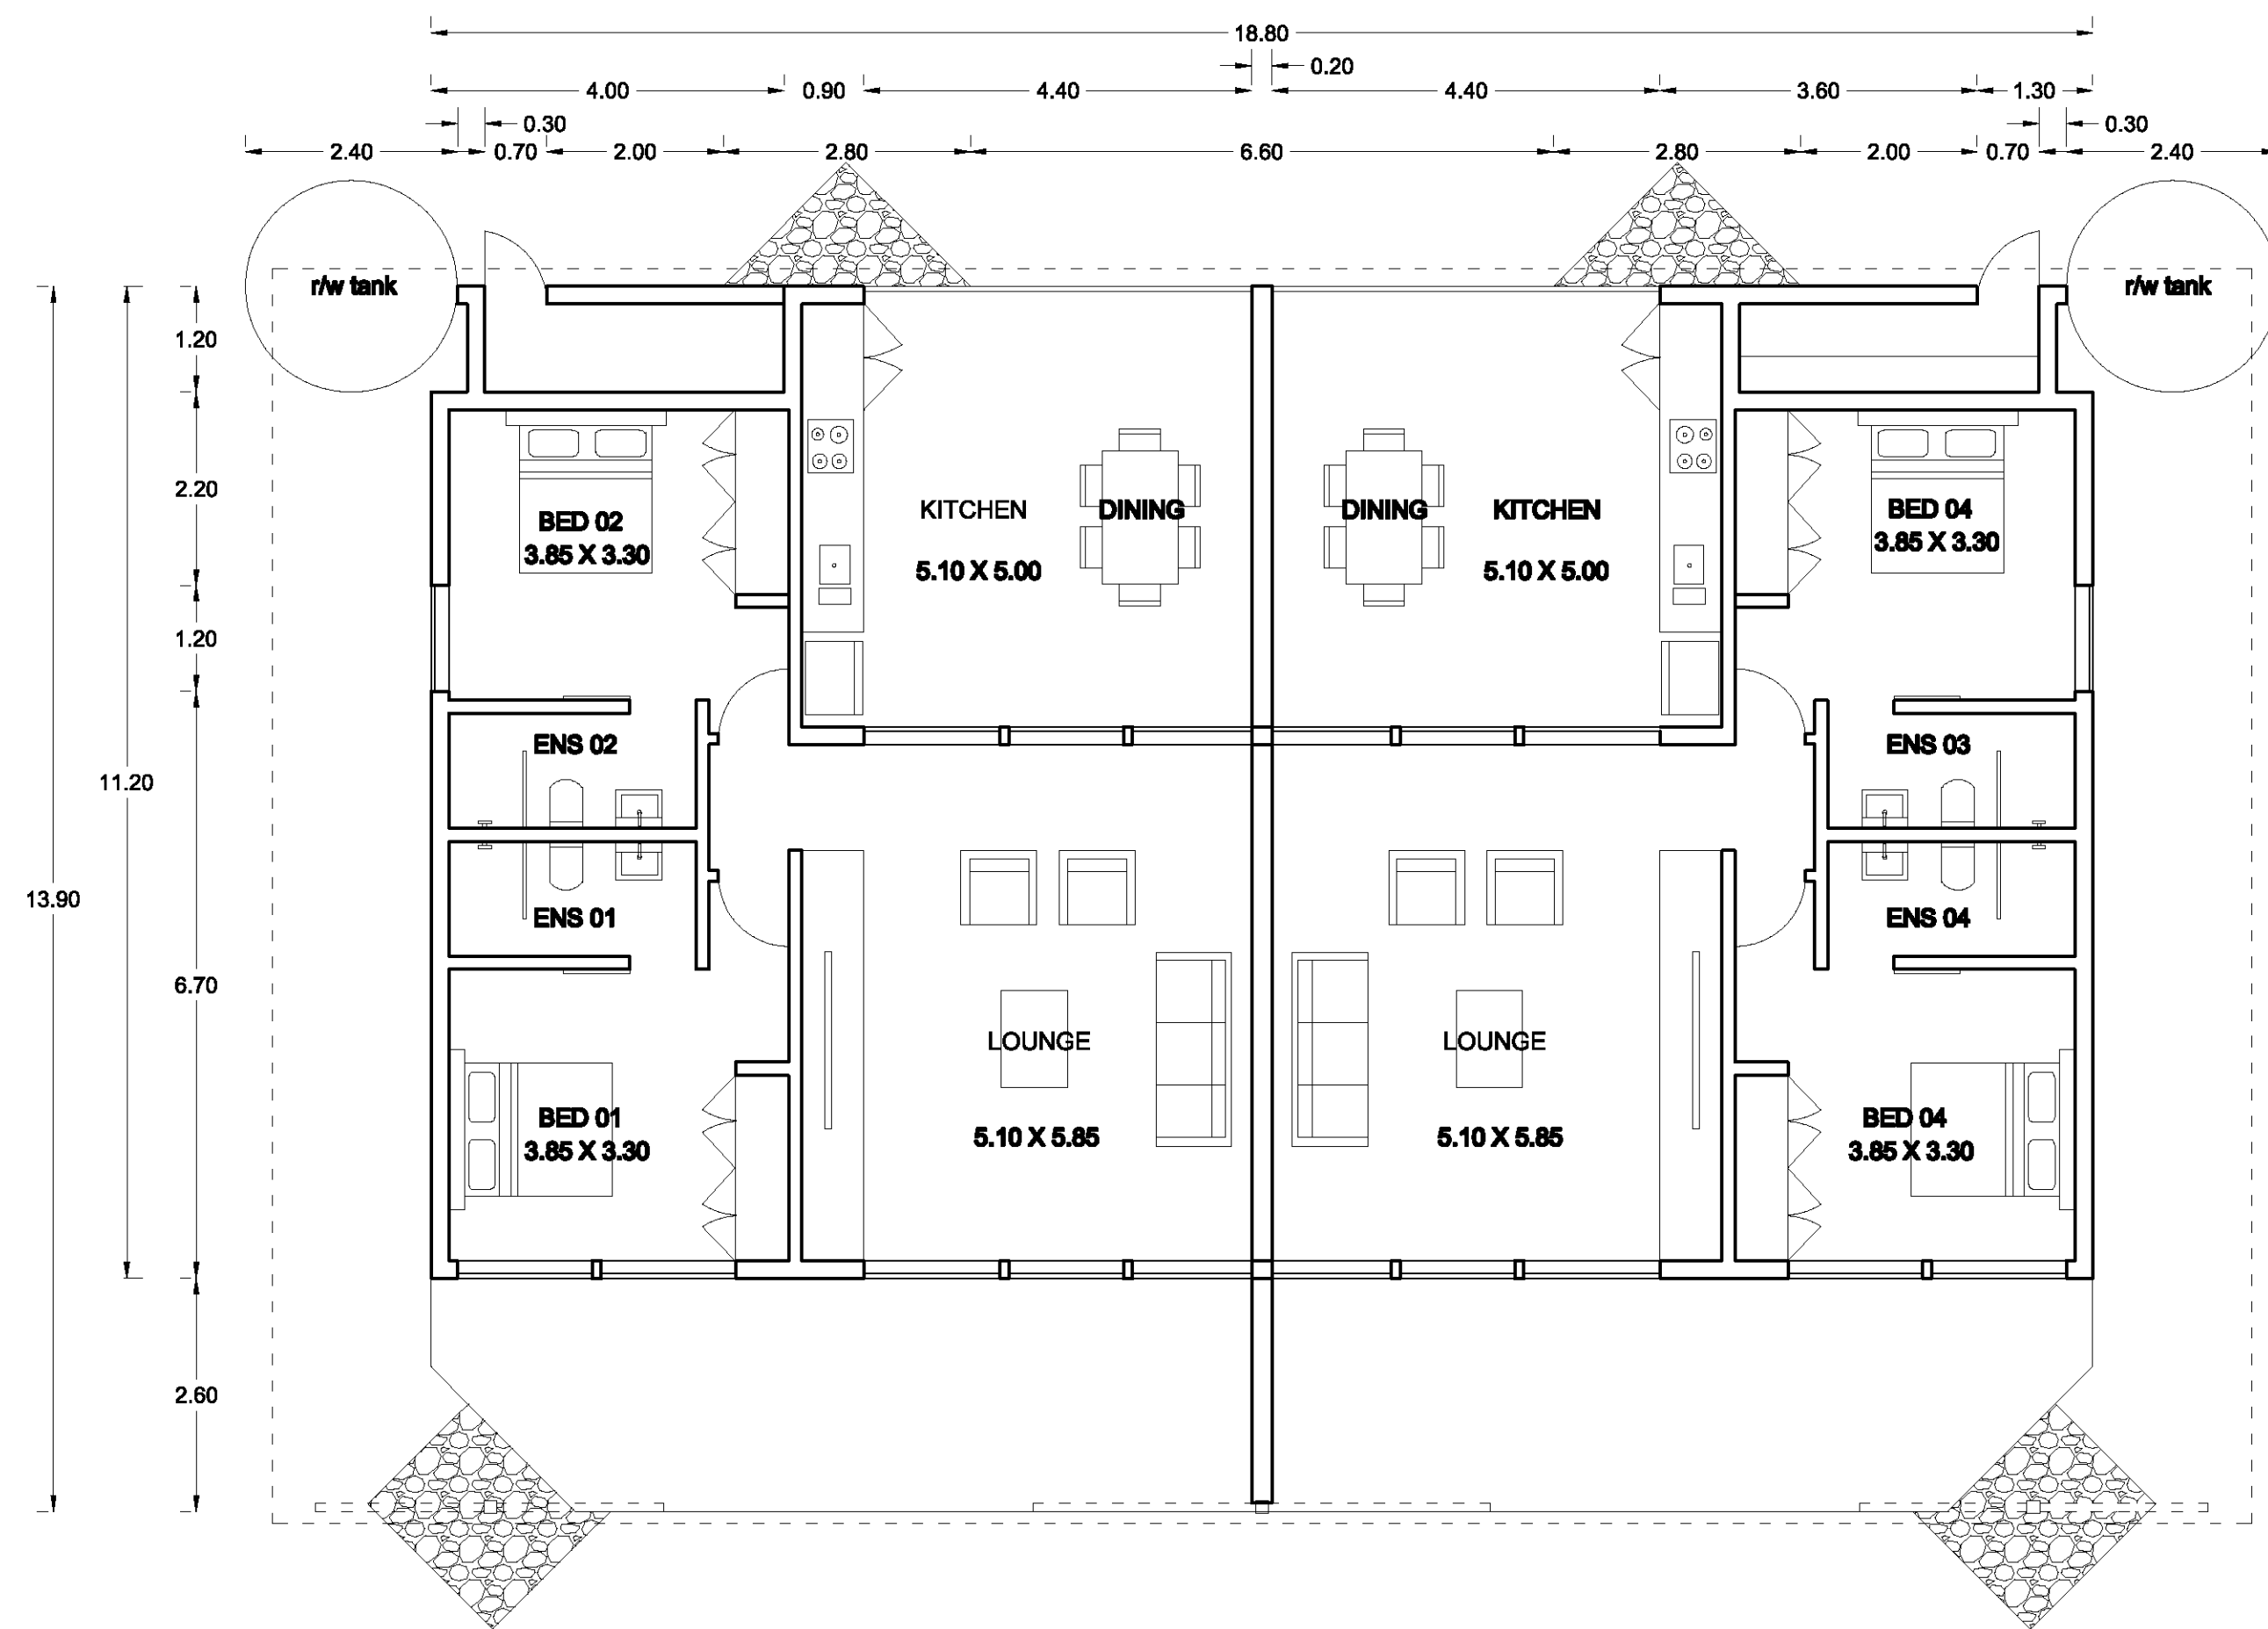 18.80
0.20
4.00 0.90 4.40 4.40 3.60 1.30
0.30 0.30
2.40 0.70 2.00 2.80 6.60 2.80 2.00 0.70 2.40
r/w tank r/w tank
1.20
2.20
1.20
11.20
13.90
6.70
2.60
BED 02
3.85 X 3.30
KITCHEN DINING
5.10 X 5.00
DINING KITCHEN
5.10 X 5.00
BED 04
3.85 X 3.30
ENS 02
ENS 03
ENS 01
ENS 04
LOUNGE
5.10 X 5.85
LOUNGE
5.10 X 5.85
BED 01
3.85 X 3.30
BED 04
3.85 X 3.30